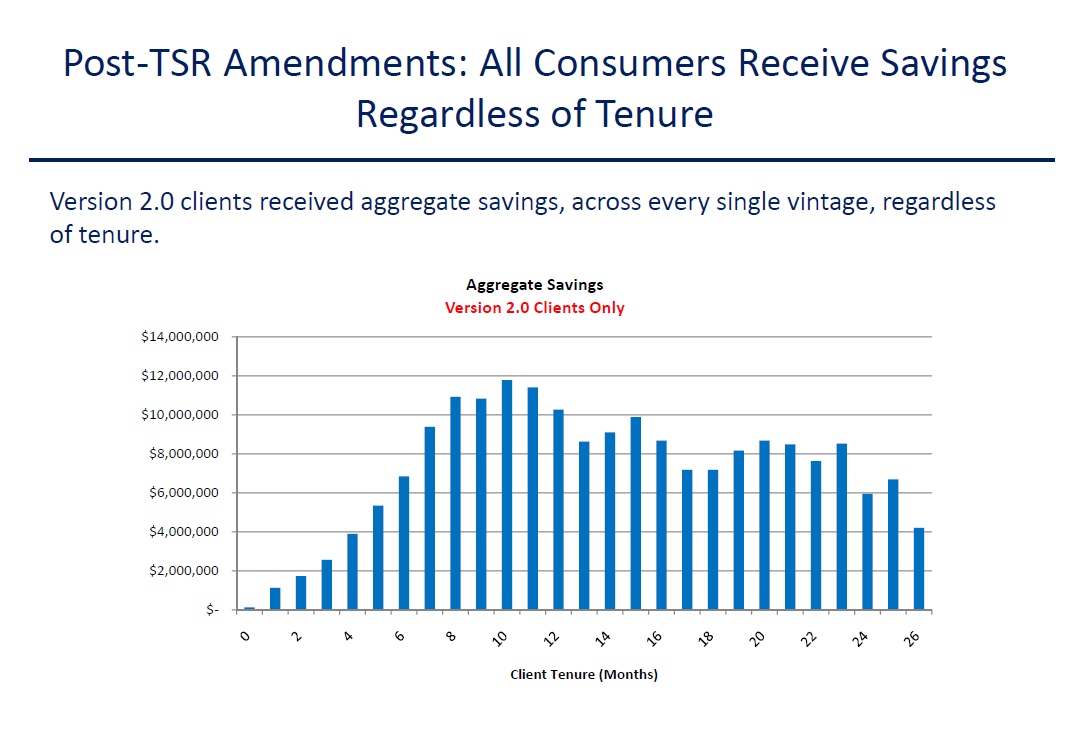 Post-TSR Amendments: All Consumers Receive Savings
Regardless of Tenure
Version 2.0 clients received aggregate savings, across every single vintage, regardless
of tenure.
Aggregate Savings
Version 2.0 Clients Only
$14,000,000
$12,000,000
$10,000,000
$8,000,000
$6,000,000
$4,000,000
$2,000,000
$-
0 2 4 6 8 10 12 14 16 18 20 22 24 26
Client Tenure (Months)